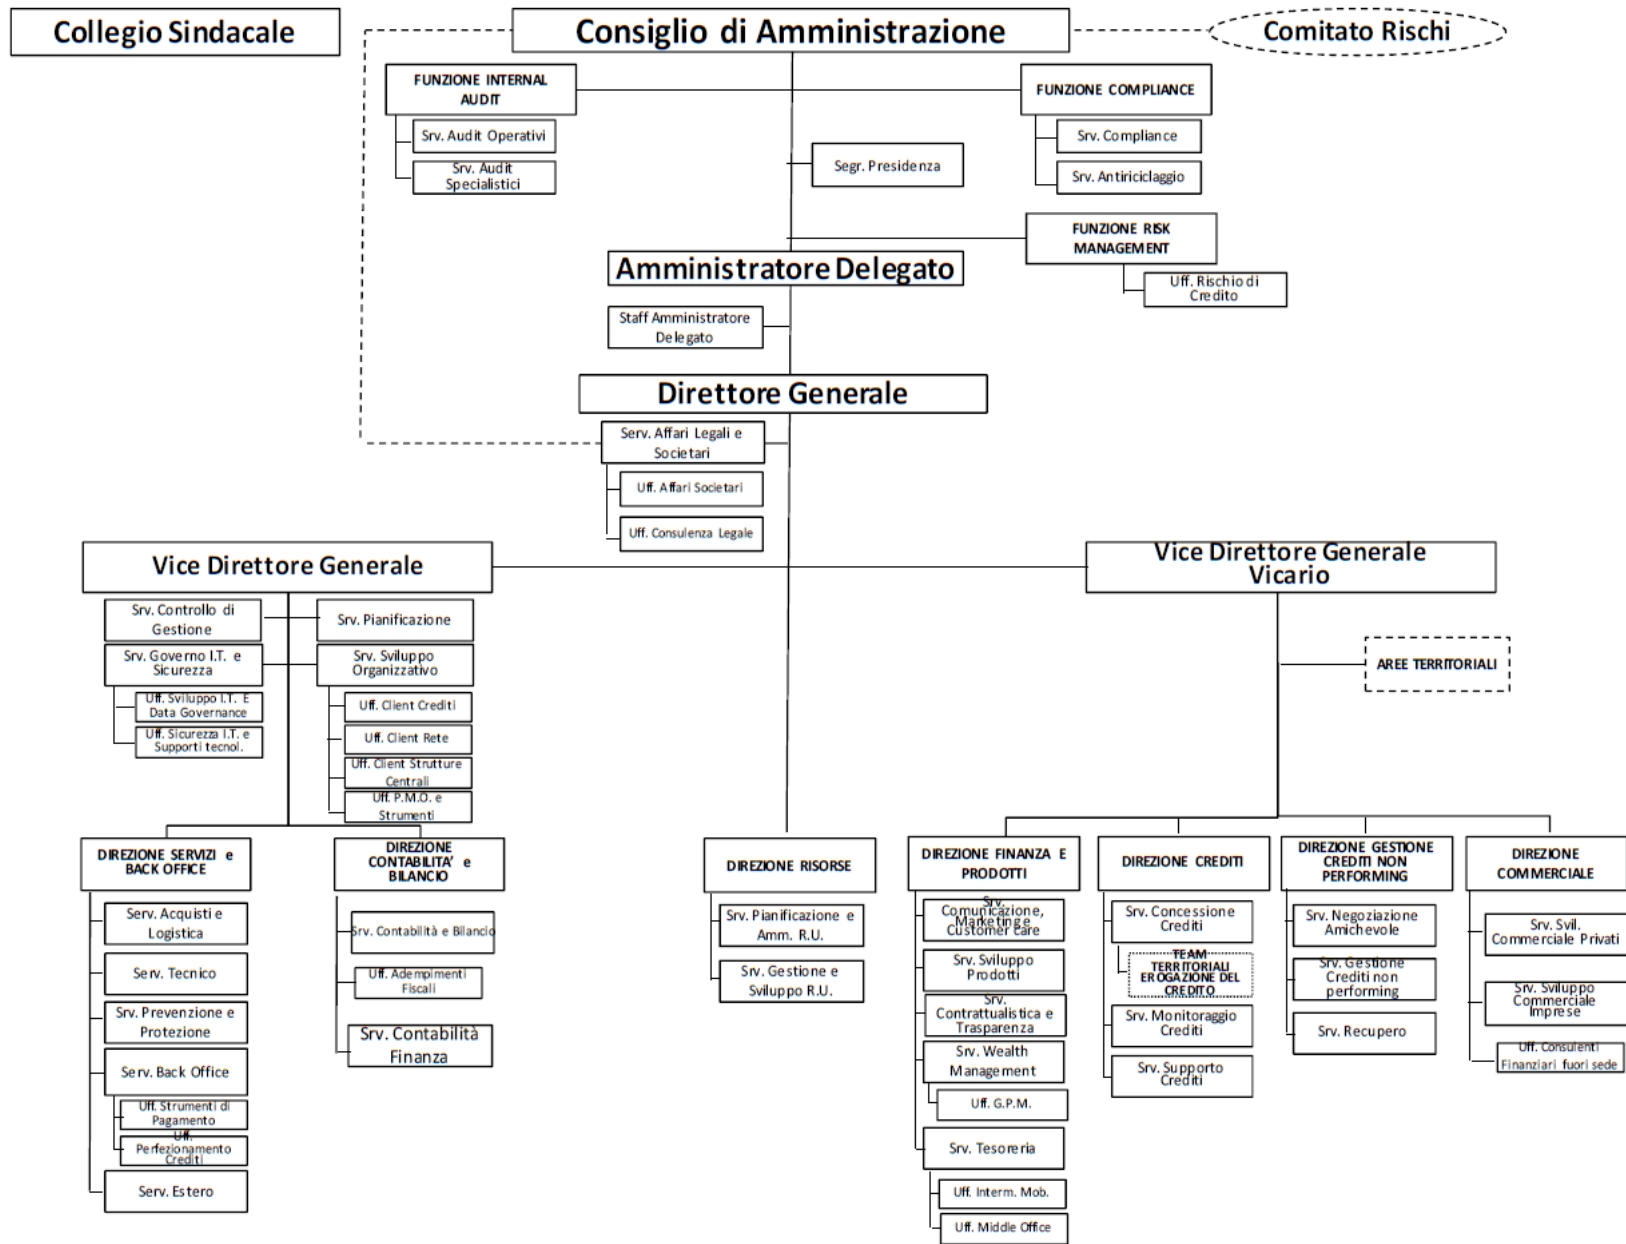 Collegio Sindacale
Consiglio di Amministrazione
Comitato Rischi
FUNZIONE INTERNAL
AUDIT
Srv. Audit Operativi
Srv. Audit
Specialistici
FUNZIONE COMPLIANCE
Srv. Compliance
Srv. Antiriciclaggio
Segr. Presidenza
FUNZIONE RISK
MANAGEMENT
Uff. Rischio di
Credito
Amministratore Delegato
Staff Amministratore
Delegato
Direttore Generale
Serv. Affari Legali e
Societari
Uff. Affari Societari
Uff. Consulenza Legale
Vice Direttore Generale
Srv. Controllo di
Gestione
Srv. Pianificazione
Srv. Governo I.T. e
Sicurezza
Uff. Sviluppo I.T. E
Data Governance
Uff. Sicurezza I.T. e
Supporti tecnol.
Srv. Sviluppo
Organizzativo
Uff. Client Crediti
Uff. Client Rete
Uff. Client Strutture
Centrali
Uff. P.M.O. e
Strumenti
Vice Direttore Generale
Vicario
AREE TERRITORIALI
DIREZIONE SERVIZI e
BACK OFFICE
Serv. Acquisti e
Logistica
Serv. Tecnico
Srv. Prevenzione e
Protezione
Serv. Back Office
Uff. Strumenti di
Pagamento
Uff.
Perfezionamento
Crediti
Serv. Estero
DIREZIONE
CONTABILITA' e
BILANCIO
Srv. Contabilità e Bilancio
Uff. Adempimenti
Fiscali
Srv. Contabilità
Finanza
DIREZIONE RISORSE
Srv. Pianificazione e
Amm. R.U.
Srv. Gestione e
Sviluppo R.U.
DIREZIONE FINANZA E
PRODOTTI
Srv.
Comunicazione,
Marketing e
Customer care
Srv. Sviluppo
Prodotti
Srv.
Contrattualistica e
Trasparenza
Srv. Wealth
Management
Uff. G.P.M.
Srv. Tesoreria
Uff. Interm. Mob.
Uff. Middle Office
DIREZIONE CREDITI
Srv. Concessione
Crediti
TEAM
TERRITORIALI
EROGAZIONE DEL
CREDITO
Srv. Monitoraggio
Crediti
Srv. Supporto
Crediti
DIREZIONE GESTIONE
CREDITI NON
PERFORMING
Srv. Negoziazione
Amichevole
Srv. Gestione
Crediti non
performing
Srv. Recupero
DIREZIONE
COMMERCIALE
Srv. Svil.
Commerciale Privati
Srv. Sviluppo
Commerciale
Imprese
Uff. Consulenti
Finanziari fuori sede